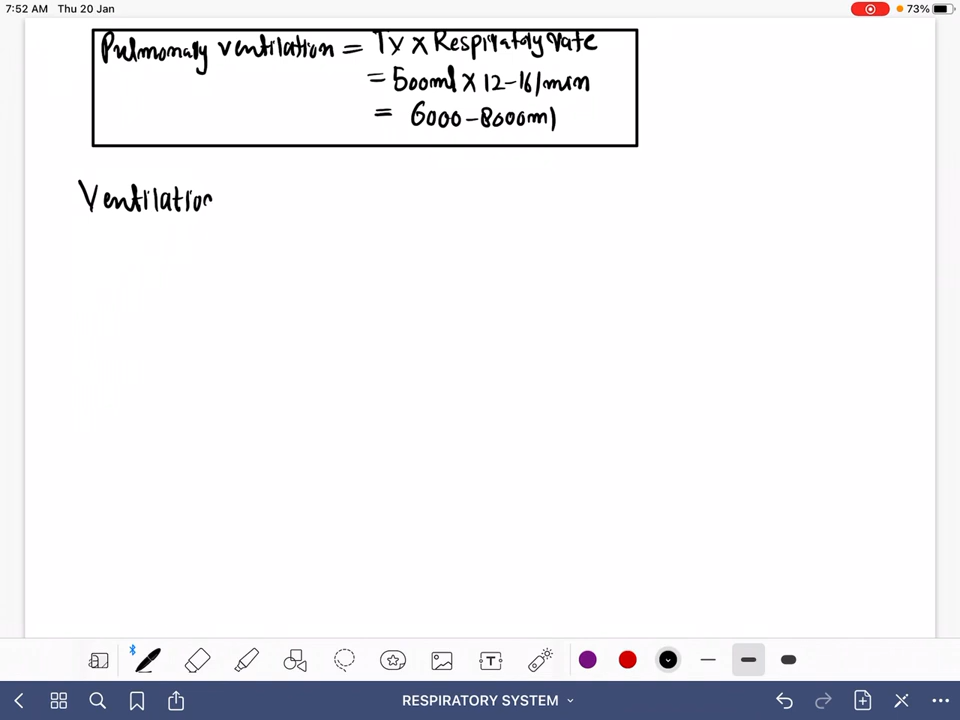 7:52 AM Thu 20 Jan 73%
Pulmonary ventilation = TV x Respiratory rate
= 500ml x 12-16/min
= 6000-8000ml
Ventilation
RESPIRATORY SYSTEM